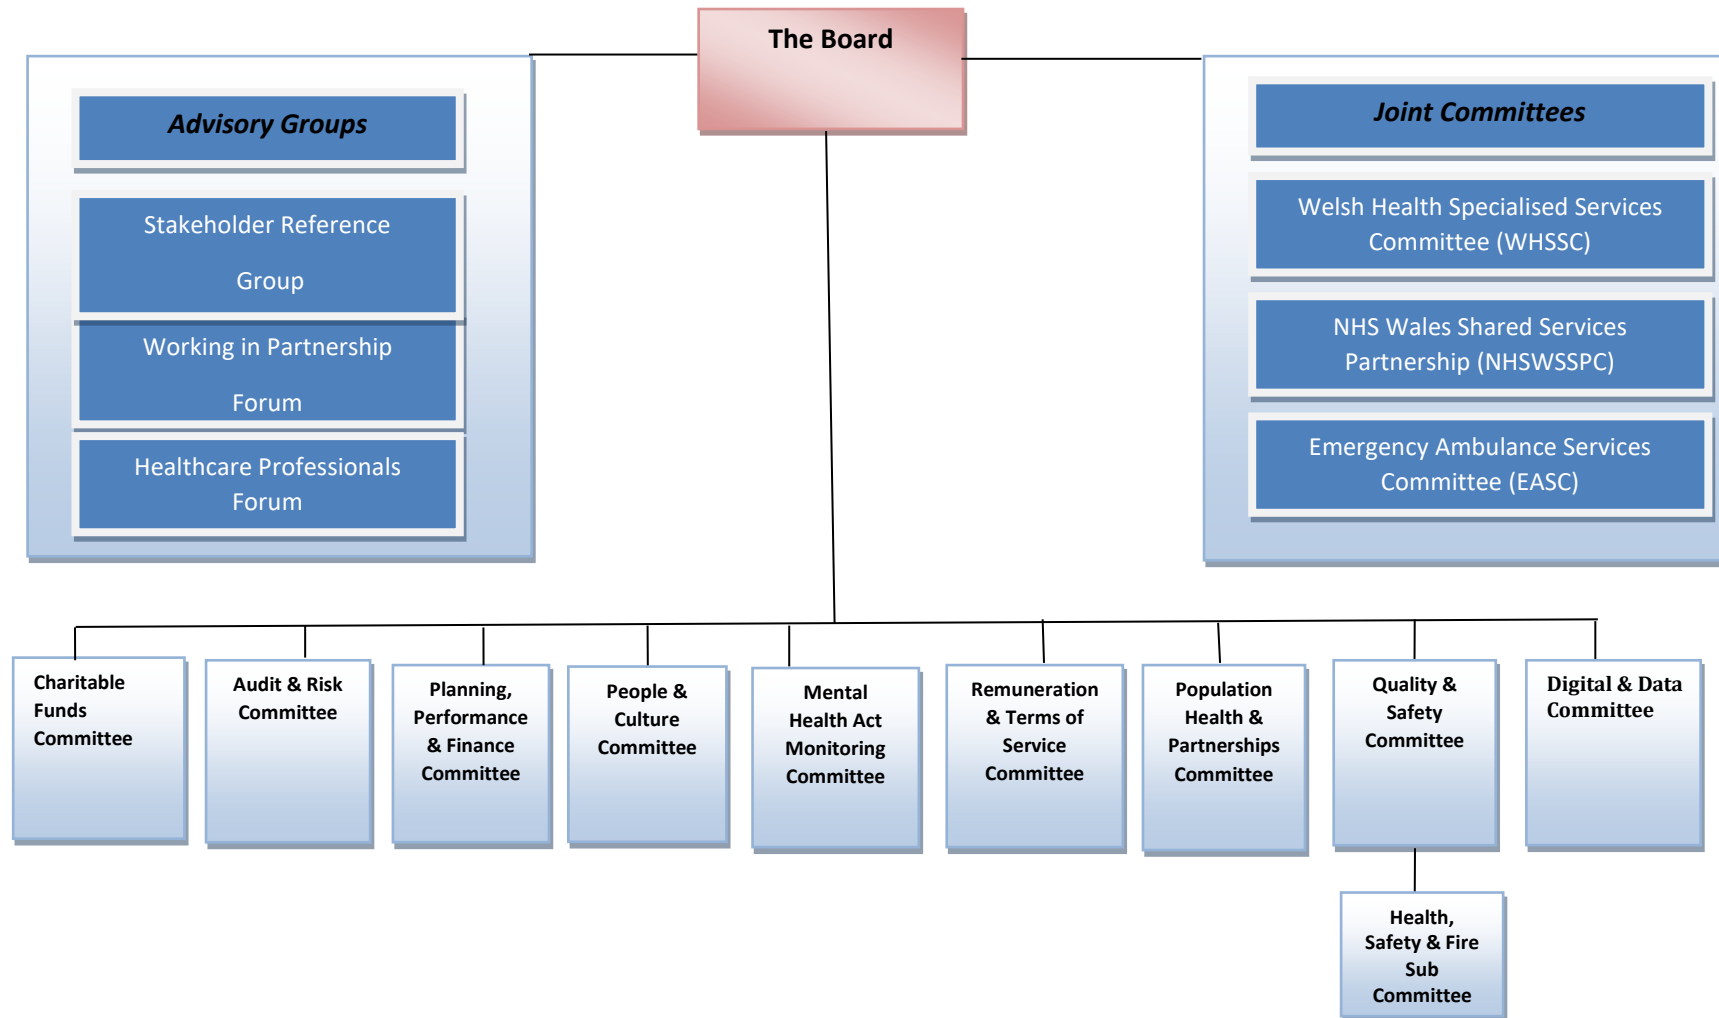 The Board
Advisory Groups
Stakeholder Reference
Group
Working in Partnership
Forum
Healthcare Professionals
Forum
Joint Committees
Welsh Health Specialised Services
Committee (WHSSC)
NHS Wales Shared Services
Partnership (NHSWSSPC)
Emergency Ambulance Services
Committee (EASC)
Charitable
Funds
Committee
Audit & Risk
Committee
Planning,
Performance
& Finance
Committee
People &
Culture
Committee
Mental
Health Act
Monitoring
Committee
Remuneration
& Terms of
Service
Committee
Population
Health &
Partnerships
Committee
Quality &
Safety
Committee
Digital & Data
Committee
Health,
Safety & Fire
Sub
Committee